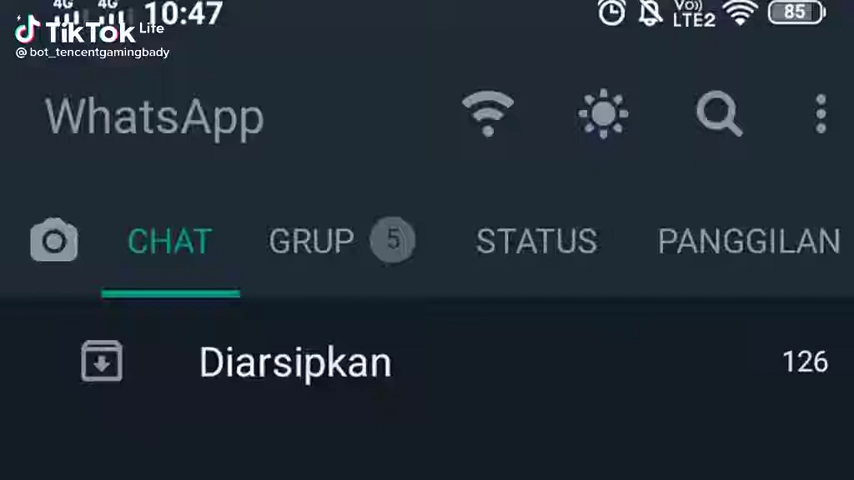 4G 4G 10:47 Vo)) LTE2 85
TikTok Lite
@bot_tencentgamingbady
WhatsApp
CHAT GRUP 5 STATUS PANGGILAN
Diarsipkan 126